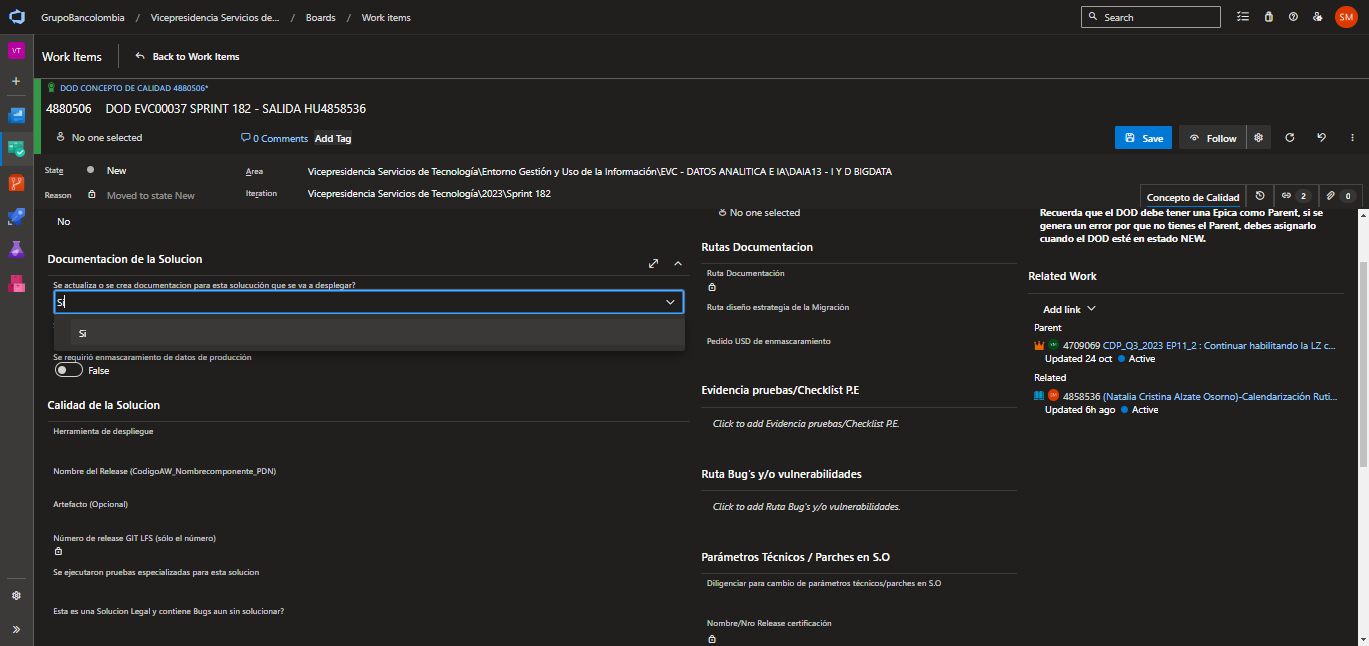 GrupoBancolombia / Vicepresidencia Servicios de... / Boards / Work items
Search
SM
VT
Work Items
Back to Work Items
DOD CONCEPTO DE CALIDAD 4880506*
4880506 DOD EVC00037 SPRINT 182 - SALIDA HU4858536
No one selected
0 Comments
Add Tag
Save
Follow
State
New
Area
Vicepresidencia Servicios de Tecnología\Entorno Gestión y Uso de la Información\EVC - DATOS ANALITICA E IA\DAIA13 - I Y D BIGDATA
Reason
Moved to state New
Iteration
Vicepresidencia Servicios de Tecnología\2023\Sprint 182
Concepto de Calidad
2
0
No
Documentacion de la Solucion
Se actualiza o se crea documentacion para esta solucución que se va a desplegar?
Si
Si
Se requirió enmascaramiento de datos de producción
False
Calidad de la Solucion
Herramienta de despliegue
Nombre del Release (CodigoAW_Nombrecomponente_PDN)
Artefacto (Opcional)
Número de release GIT LFS (sólo el número)
Se ejecutaron pruebas especializadas para esta solucion
Esta es una Solucion Legal y contiene Bugs aun sin solucionar?
No one selected
Rutas Documentacion
Ruta Documentación
Ruta diseño estrategia de la Migración
Pedido USD de enmascaramiento
Evidencia pruebas/Checklist P.E
Click to add Evidencia pruebas/Checklist P.E.
Ruta Bug's y/o vulnerabilidades
Click to add Ruta Bug's y/o vulnerabilidades.
Parámetros Técnicos / Parches en S.O
Diligenciar para cambio de parámetros técnicos/parches en S.O
Nombre/Nro Release certificación
Recuerda que el DOD debe tener una Epica como Parent, si se
genera un error por que no tienes el Parent, debes asignarlo
cuando el DOD esté en estado NEW.
Related Work
Add link
Parent
4709069 CDP_Q3_2023 EP11_2 : Continuar habilitando la LZ c...
Updated 24 oct Active
Related
SM 4858536 (Natalia Cristina Alzate Osorno)-Calendarización Ruti...
Updated 6h ago Active